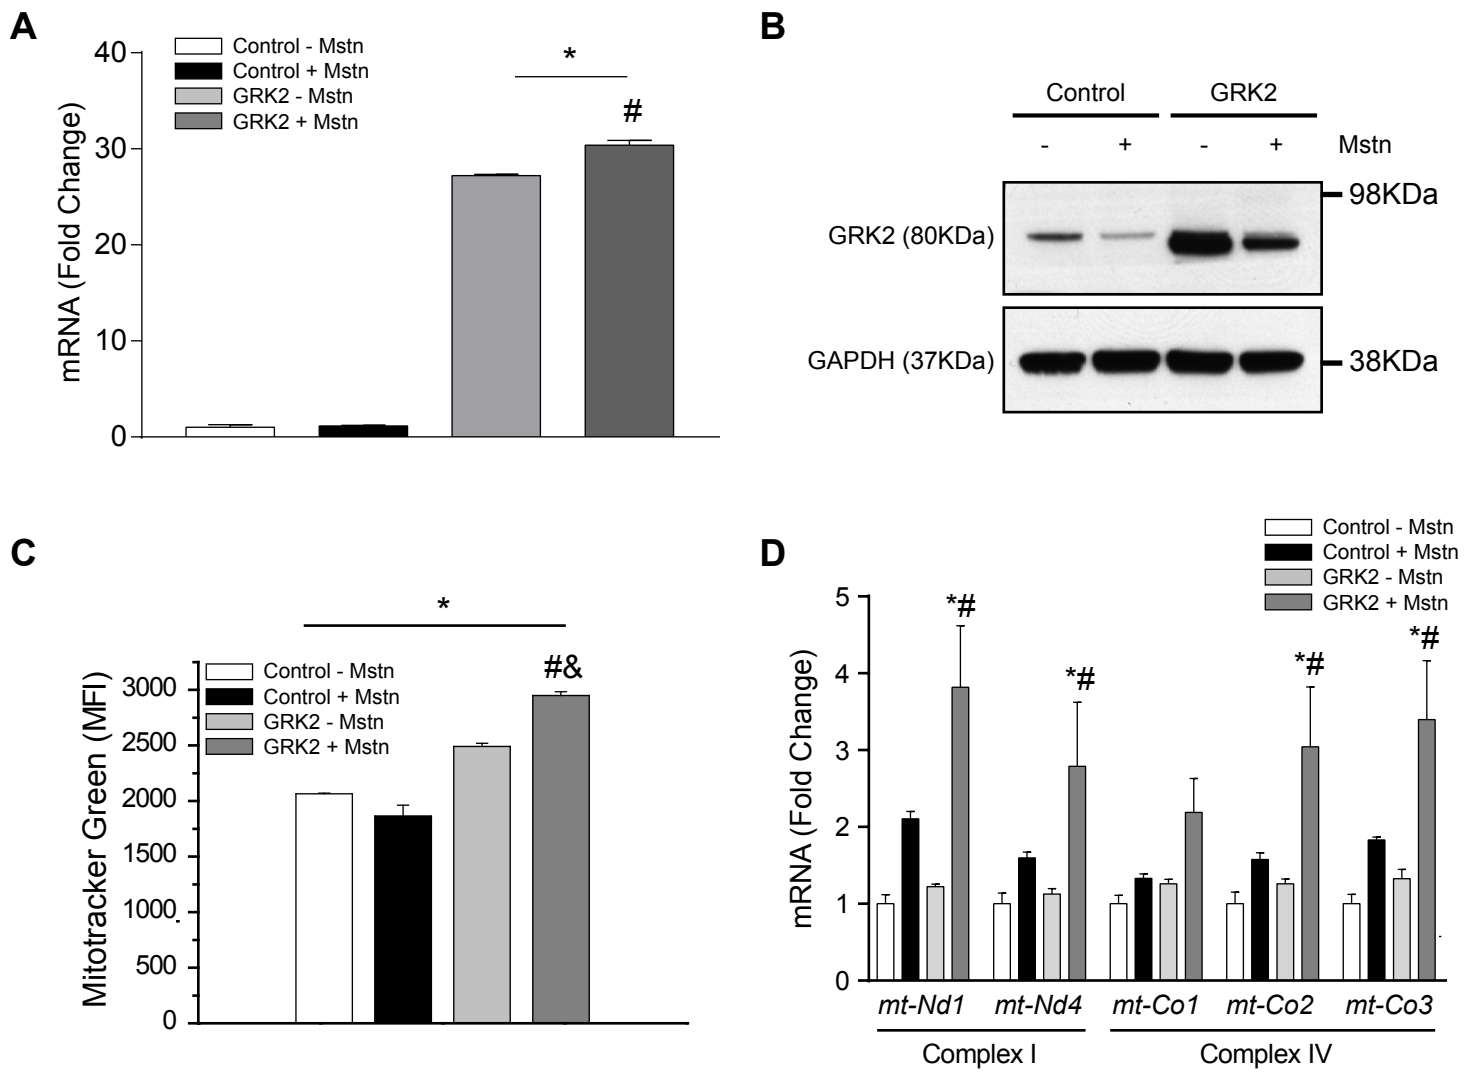 A
mRNA (Fold Change)
40
30
20
10
0
Control - Mstn
Control + Mstn
GRK2 - Mstn
GRK2 + Mstn
*
#
B
Control GRK2
- + - + Mstn
98KDa
GRK2 (80KDa)
GAPDH (37KDa)
38KDa
C
*
Mitotracker Green (MFI)
3000
2500
2000
1500
1000
500
0
Control - Mstn
Control + Mstn
GRK2 - Mstn
GRK2 + Mstn
#&
D
Control - Mstn
Control + Mstn
GRK2 - Mstn
GRK2 + Mstn
mRNA (Fold Change)
5
4
3
2
1
0
*#
*#
*#
*#
mt-Nd1 mt-Nd4 mt-Co1 mt-Co2 mt-Co3
Complex I Complex IV